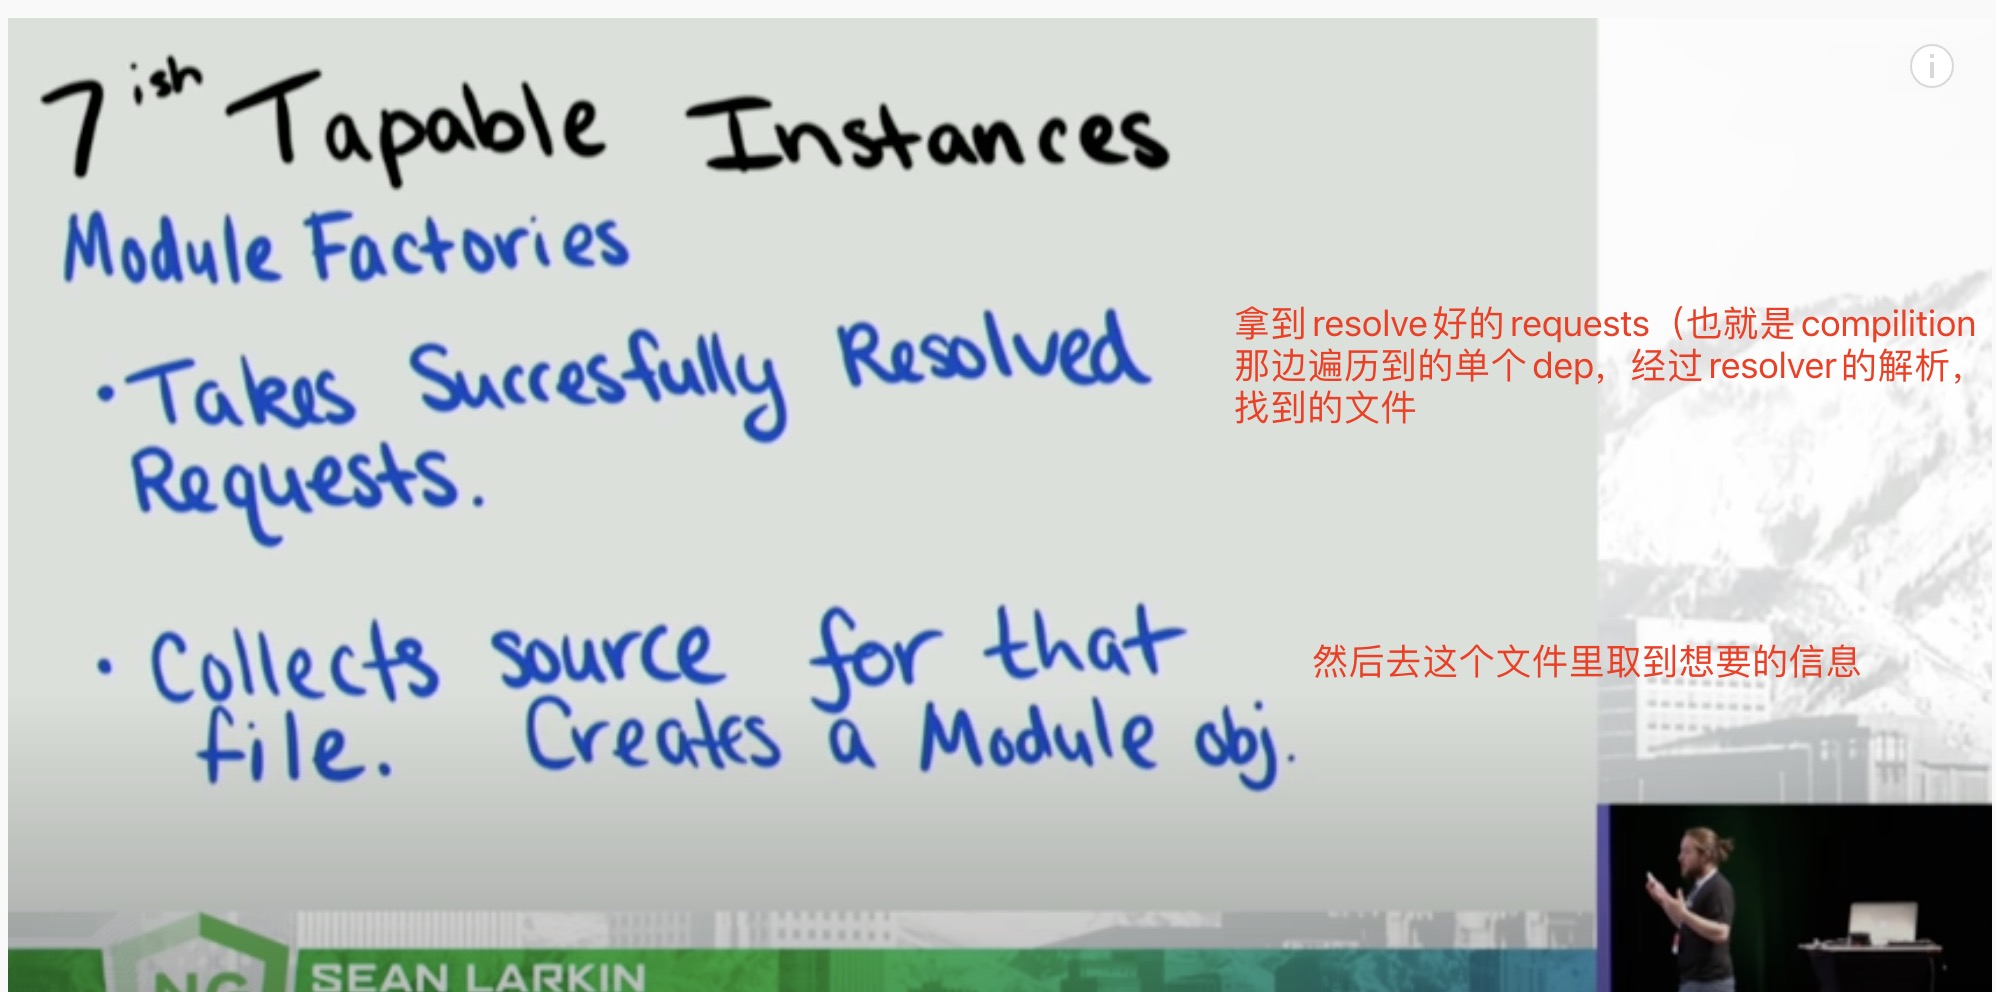 7ish Tapable Instances
Module Factories
• Takes Succesfully Resolved
Requests.
拿到resolve好的requests（也就是compilition
那边遍历到的单个dep，经过resolver的解析，
找到的文件
• Collects source for that
file. Creates a Module obj.
然后去这个文件里取到想要的信息
NG
SEAN LARKIN